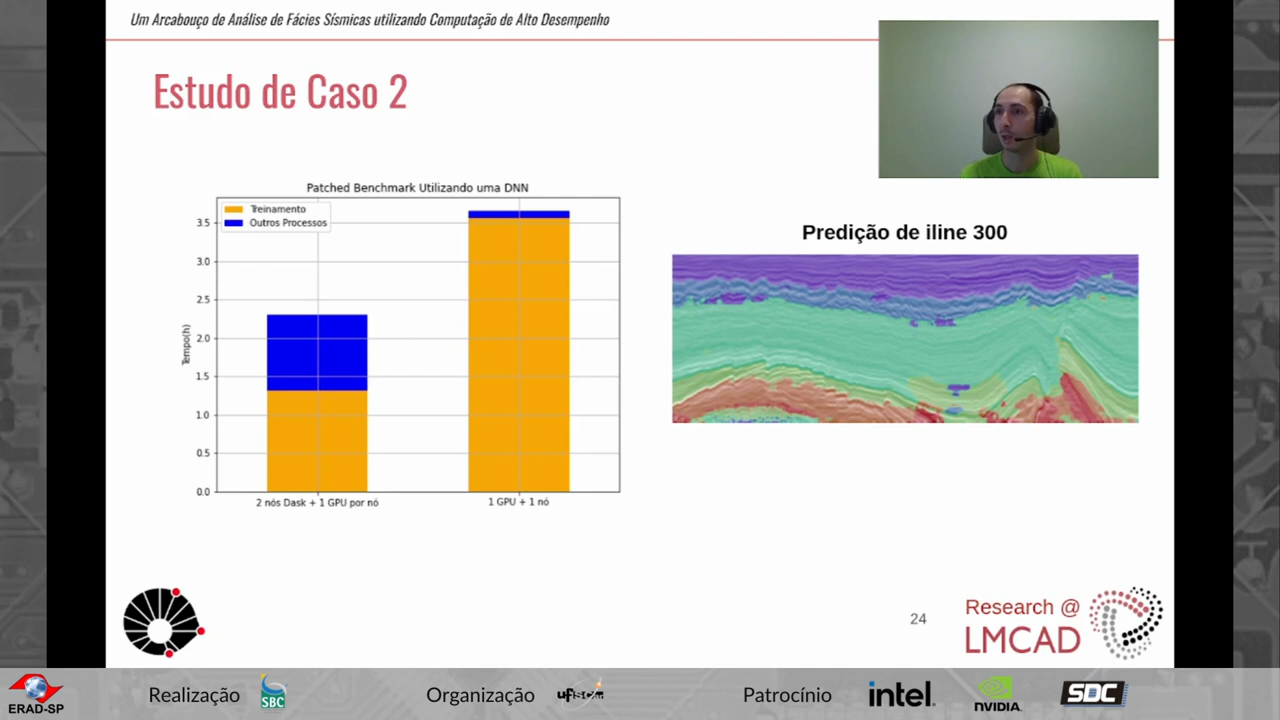 Um Arcabouço de Análise de Fácies Sísmicas utilizando Computação de Alto Desempenho
Estudo de Caso 2
Patched Benchmark Utilizando uma DNN
Treinamento
Outros Processos
3.5
3.0
2.5
2.0
1.5
1.0
0.5
0.0
Tempo(h)
2 nós Dask + 1 GPU por nó
1 GPU + 1 nó
Predição de iline 300
24
Research @
LMCAD
ERAD-SP
Realização
SBC
Organização
ufscar
Patrocínio
intel.
NVIDIA.
SDC